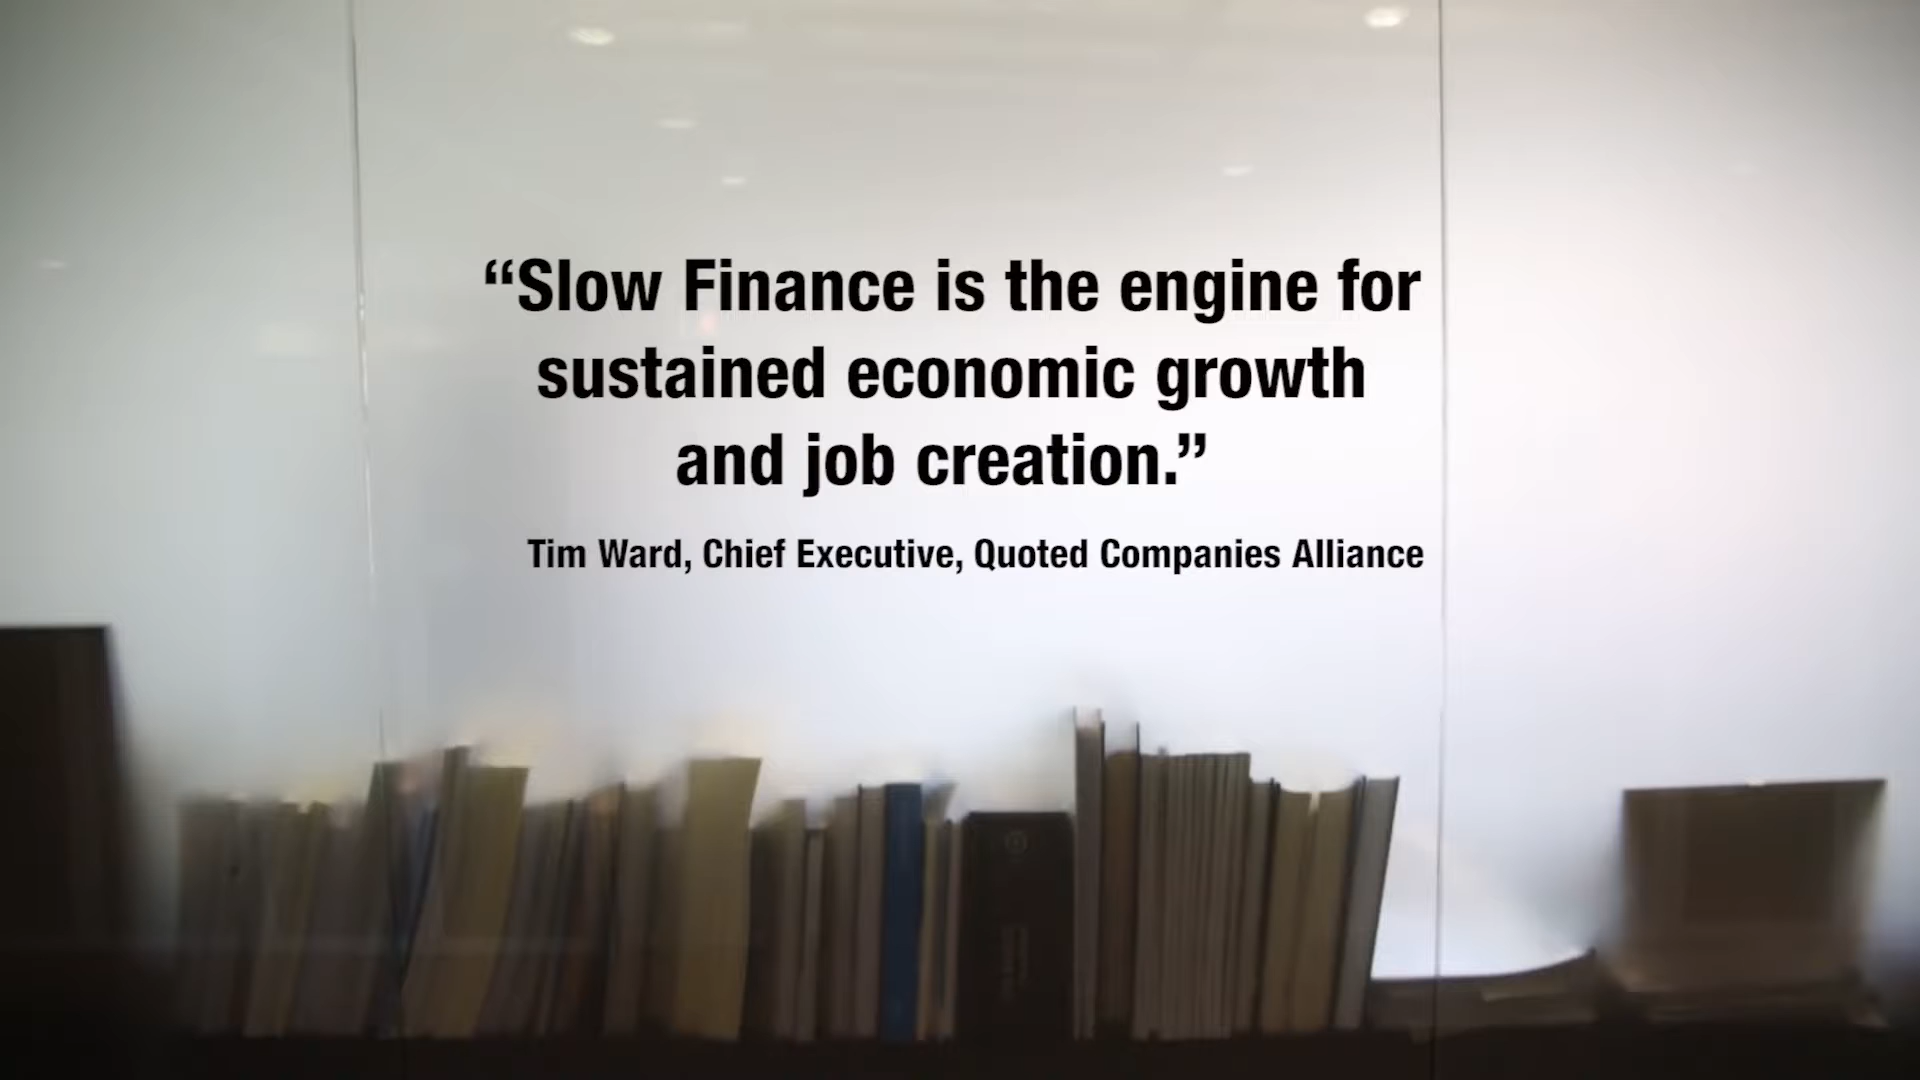 “Slow Finance is the engine for
sustained economic growth
and job creation.”
Tim Ward, Chief Executive, Quoted Companies Alliance